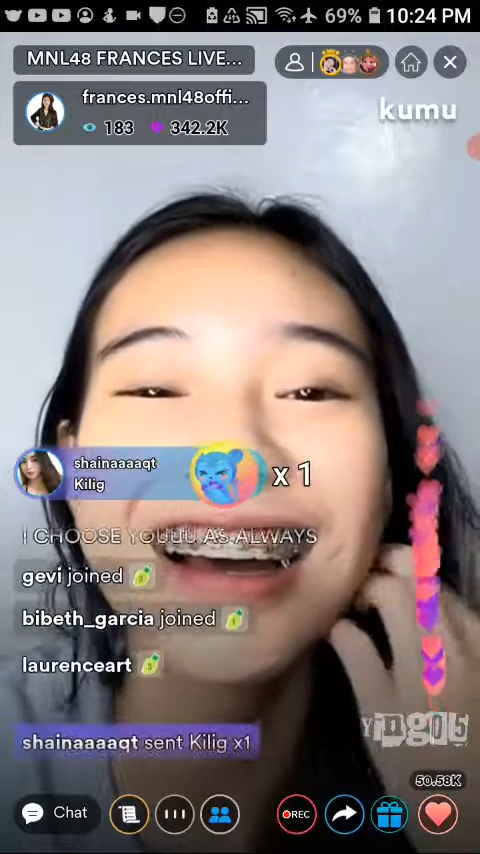 69% 10:24 PM
MNL48 FRANCES LIVE...
frances.mnl48offi...
183 342.2K
kumu
shainaaaaqt
Kilig
x 1
I CHOOSE YOUUU AS ALWAYS
gevi joined
bibeth_garcia joined
laurenceart
shainaaaaqt sent Kilig x1
50.58K
Chat
REC